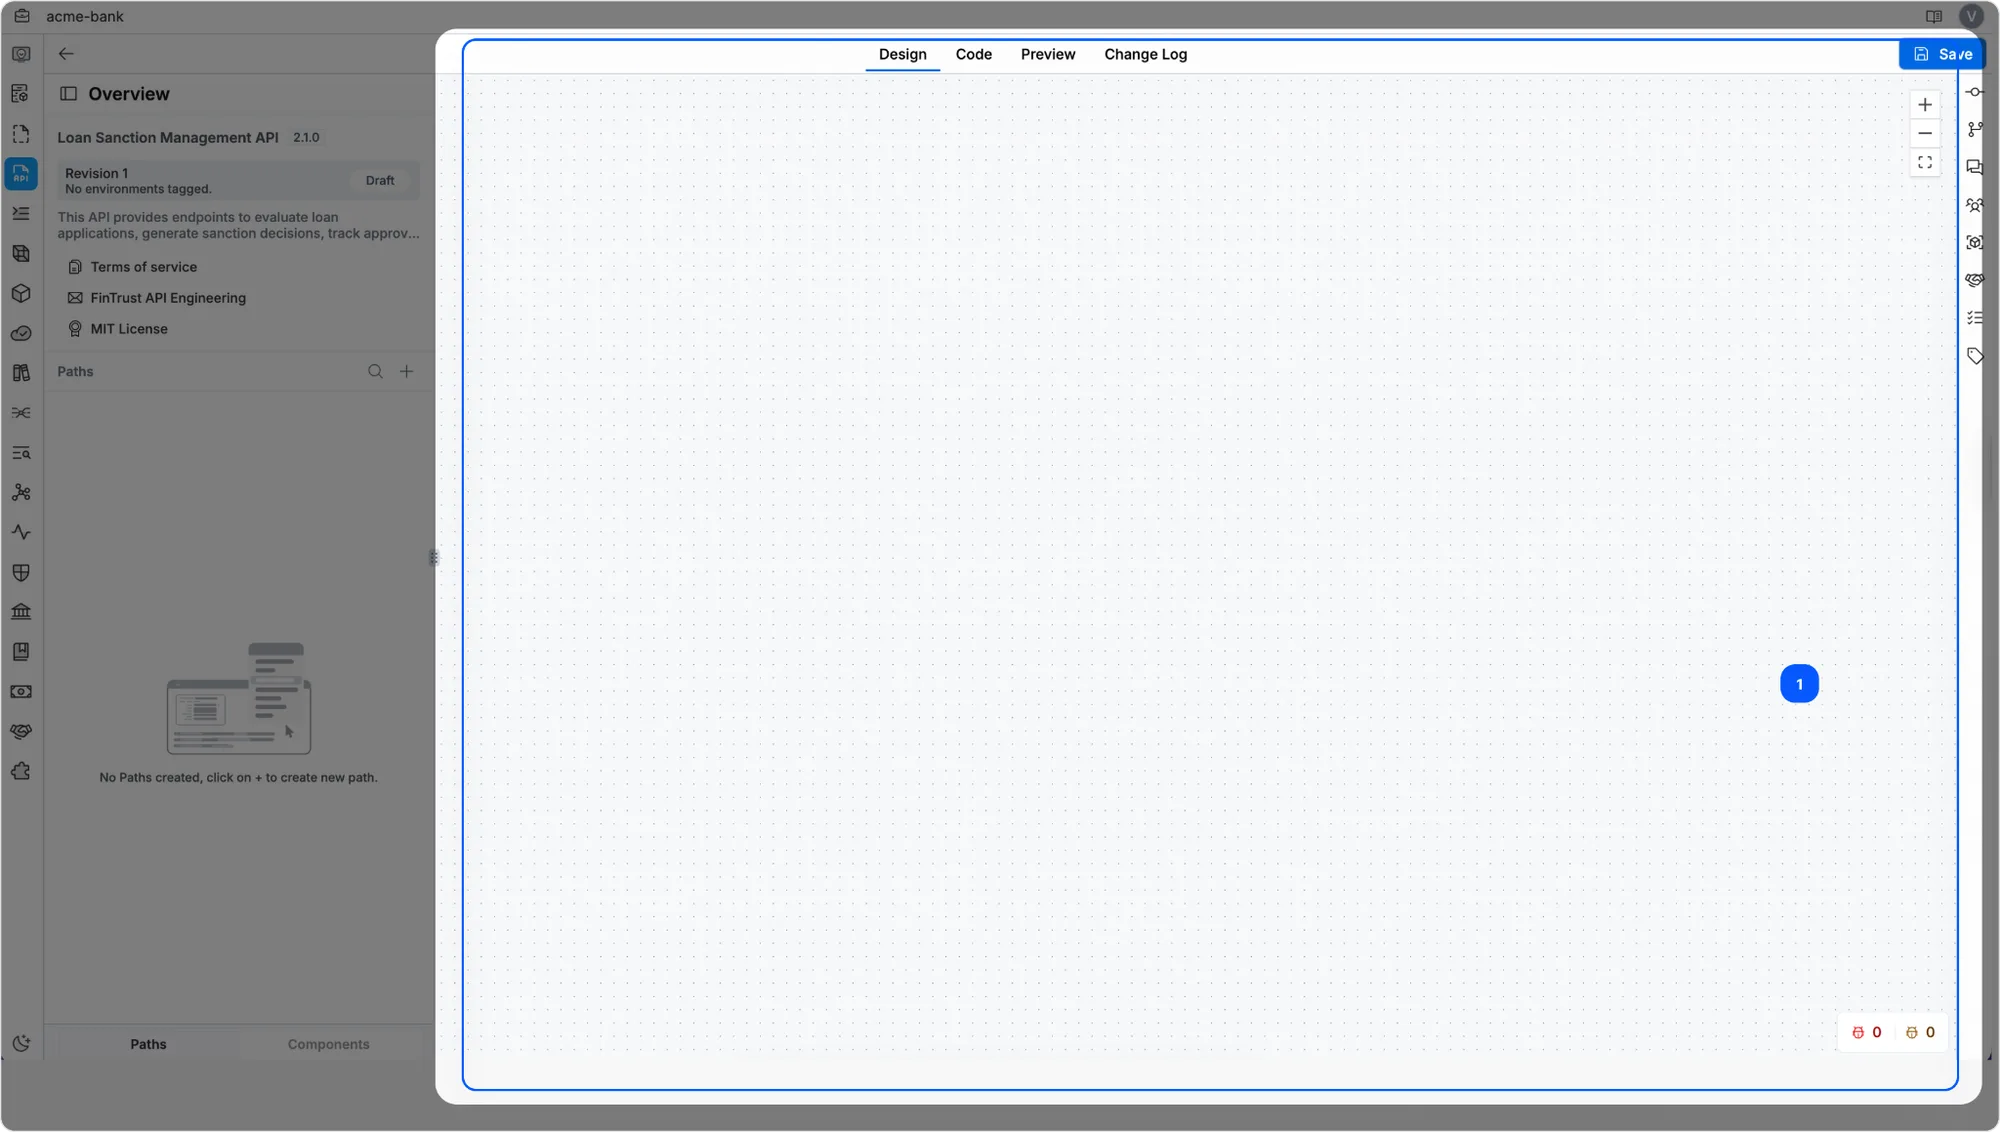 acme-bank
V
Design
Code
Preview
Change Log
Save
Overview
Loan Sanction Management API 2.1.0
Revision 1
No environments tagged.
Draft
API
This API provides endpoints to evaluate loan
applications, generate sanction decisions, track approv...
Terms of service
FinTrust API Engineering
MIT License
Paths
1
No Paths created, click on + to create new path.
0
0
Paths
Components